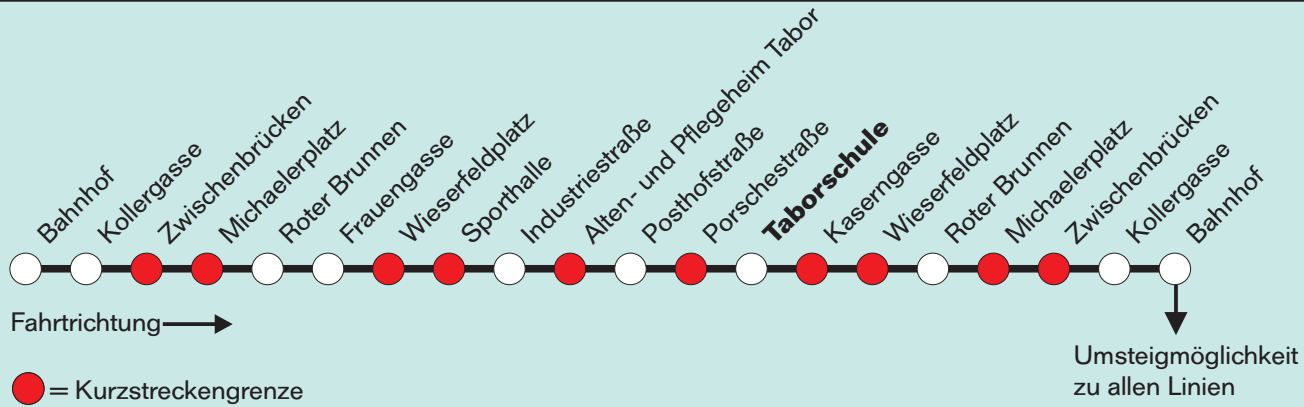 Bahnhof
Kollergasse
Zwischenbrücken
Michaelerplatz
Roter Brunnen
Frauengasse
Wieserfeldplatz
Sporthalle
Industriestraße
Alten- und Pflegeheim Tabor
Posthofstraße
Porschestraße
Taborschule
Kaserngasse
Wieserfeldplatz
Roter Brunnen
Michaelerplatz
Zwischenbrücken
Kollergasse
Bahnhof
Fahrtrichtung
= Kurzstreckengrenze
Umsteigmöglichkeit
zu allen Linien